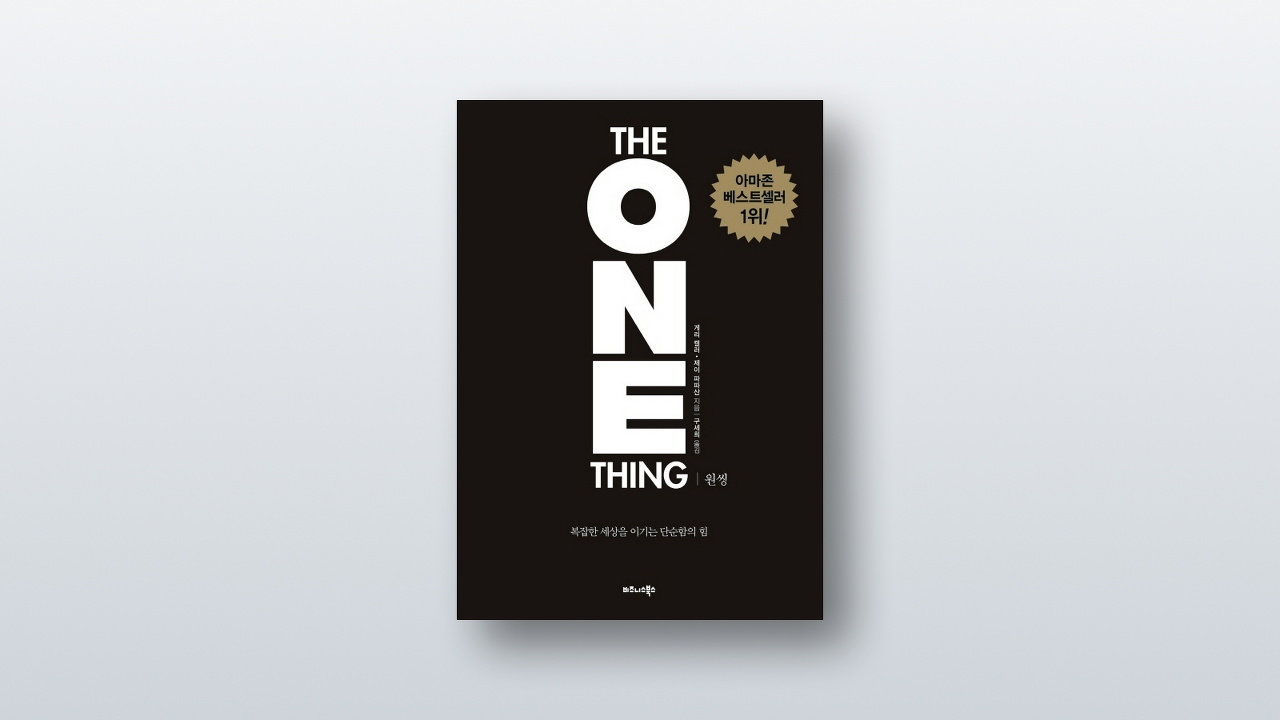 THE
ONE
THING | 원씽
아마존
베스트셀러
1위!
게리 켈러 · 제이 파파산 지음 | 구세희 옮김
복잡한 세상을 이기는 단순함의 힘
비즈니스북스